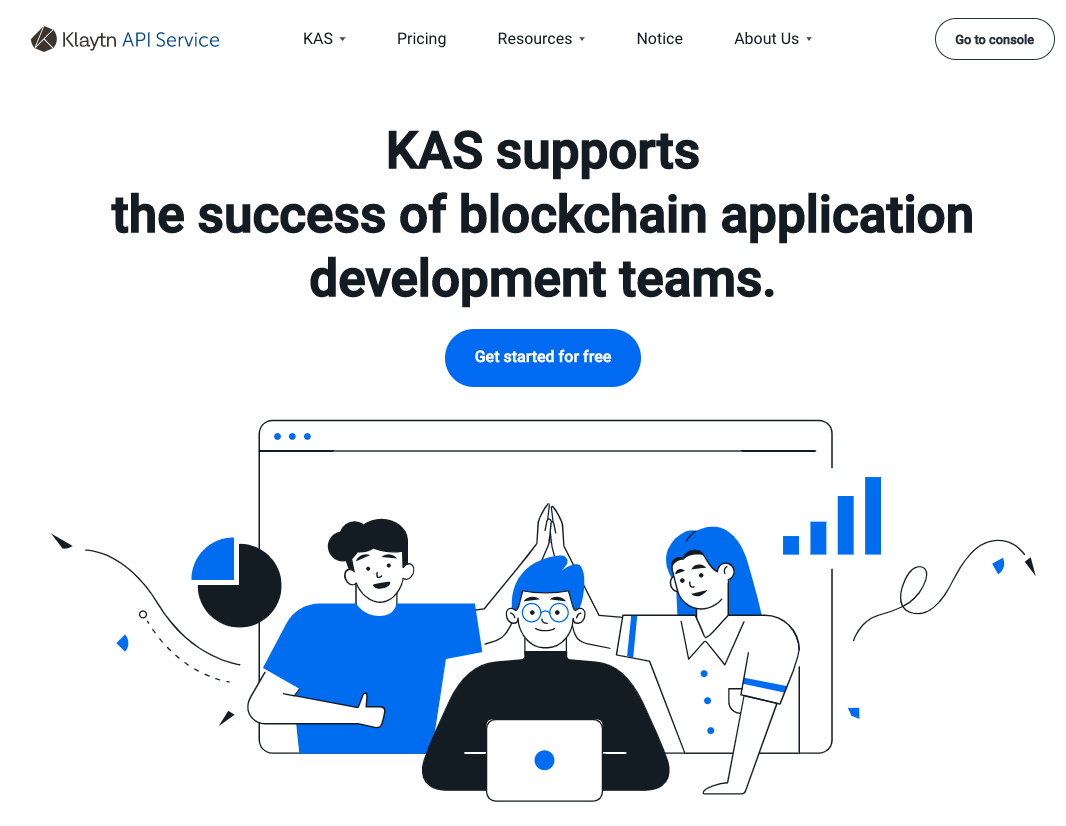 Klaytn API Service
KAS
Pricing
Resources
Notice
About Us
Go to console
KAS supports
the success of blockchain application
development teams.
Get started for free